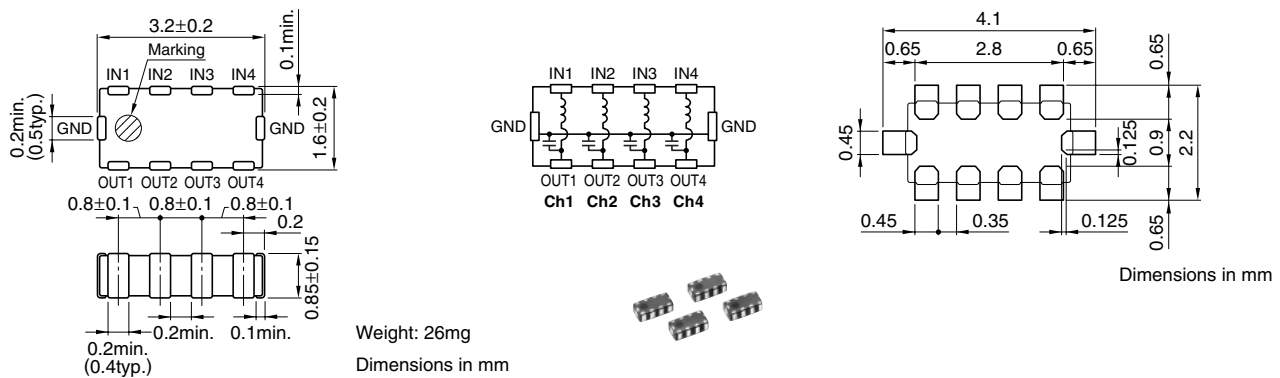 3.2±0.2
Marking
0.1min.
IN1 IN2 IN3 IN4
0.2min.
(0.5typ.)
GND
GND
1.6±0.2
OUT1 OUT2 OUT3 OUT4
0.8±0.1 0.8±0.1 0.8±0.1
0.2
0.85±0.15
0.2min.
(0.4typ.)
0.2min.
0.1min.
Weight: 26mg
Dimensions in mm
IN1 IN2 IN3 IN4
GND
GND
OUT1 OUT2 OUT3 OUT4
Ch1 Ch2 Ch3 Ch4
4.1
0.65 2.8 0.65
0.65
0.45
0.125
0.9
2.2
0.45 0.35 0.125
0.65
Dimensions in mm